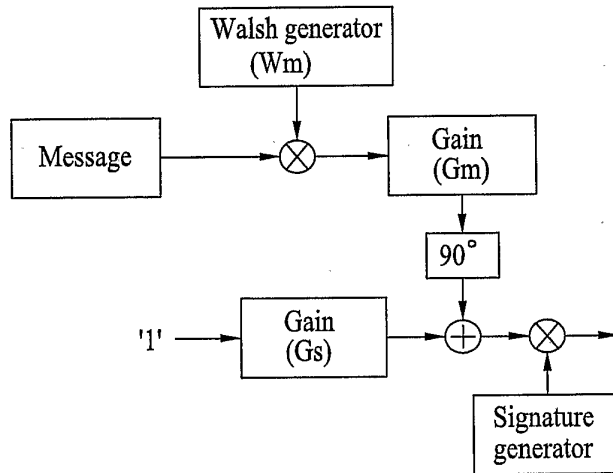 Walsh generator
(Wm)
Message
Gain
(Gm)
90°
'1'
Gain
(Gs)
Signature
generator